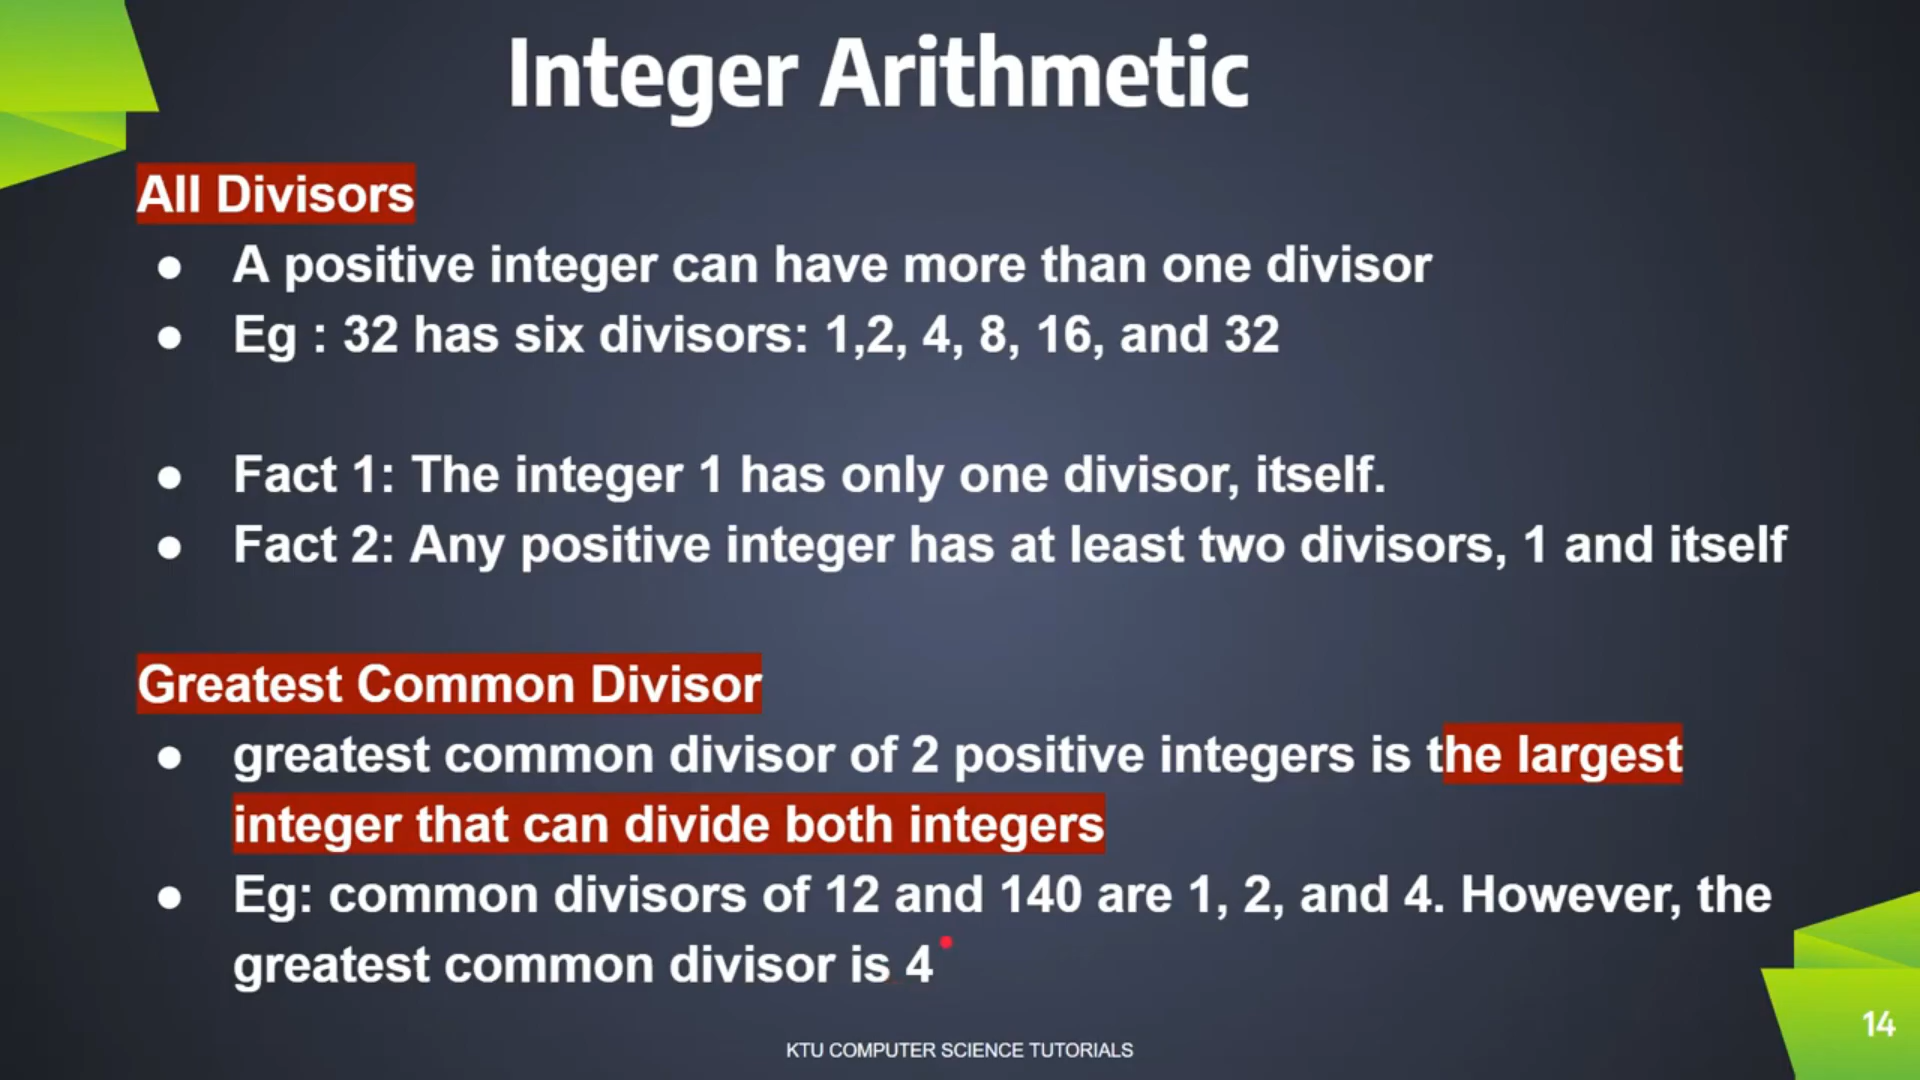 Integer Arithmetic
All Divisors
● A positive integer can have more than one divisor
● Eg : 32 has six divisors: 1,2, 4, 8, 16, and 32
● Fact 1: The integer 1 has only one divisor, itself.
● Fact 2: Any positive integer has at least two divisors, 1 and itself
Greatest Common Divisor
● greatest common divisor of 2 positive integers is the largest
integer that can divide both integers
● Eg: common divisors of 12 and 140 are 1, 2, and 4. However, the
greatest common divisor is 4
14
KTU COMPUTER SCIENCE TUTORIALS